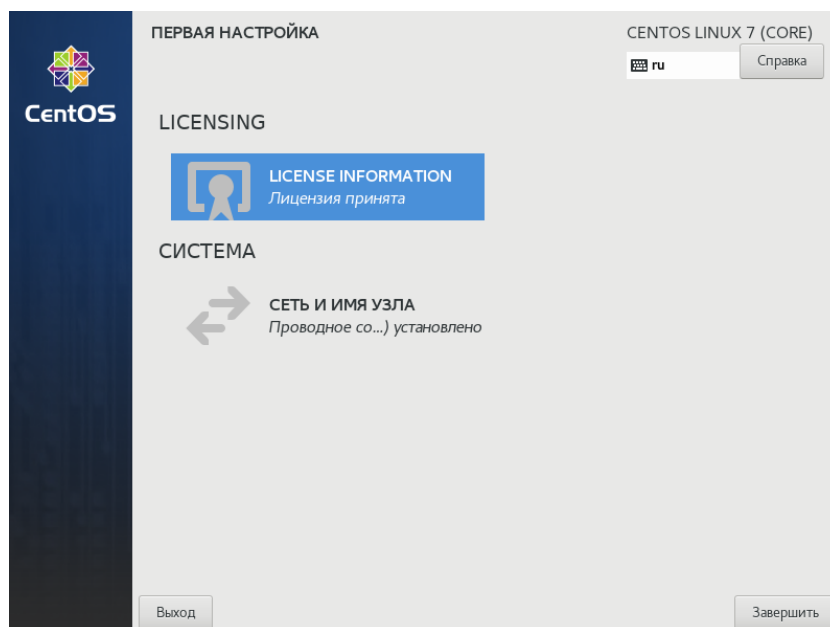 ПЕРВАЯ НАСТРОЙКА
CENTOS LINUX 7 (CORE)
ru
Справка
CentOS
LICENSING
LICENSE INFORMATION
Лицензия принята
СИСТЕМА
СЕТЬ И ИМЯ УЗЛА
Проводное со...) установлено
Выход
Завершить